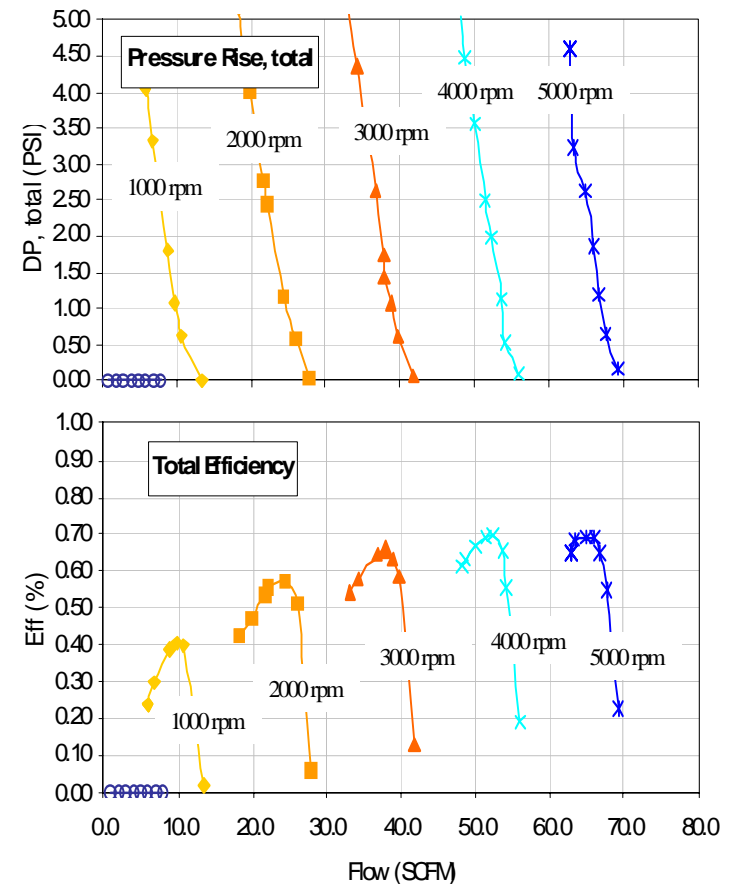 5.00
4.50
4.00
3.50
3.00
2.50
2.00
1.50
1.00
0.50
0.00
DP, total (PSI)
Pressure Rise, total
1000 rpm
2000 rpm
3000 rpm
4000 rpm
5000 rpm
1.00
0.90
0.80
0.70
0.60
0.50
0.40
0.30
0.20
0.10
0.00
Eff (%)
Total Efficiency
1000 rpm
2000 rpm
3000 rpm
4000 rpm
5000 rpm
0.0 10.0 20.0 30.0 40.0 50.0 60.0 70.0 80.0
Flow (SCFM)